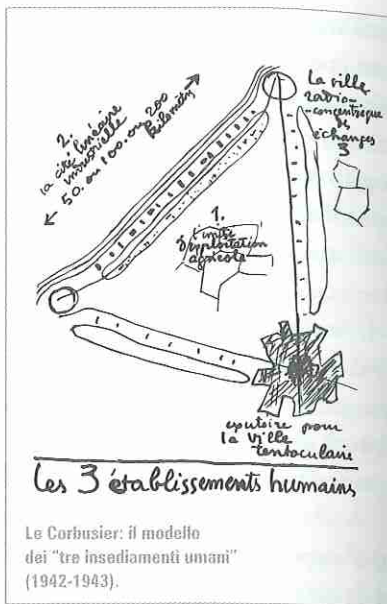 2.
la cité linéaire
industrielle
← 50. ou 100. ou 200
kilomètres
La ville
radio-
concentrique
des
échanges
3
1.
l'unité
d'exploitation
agricole
exutoire pour
la ville
tentaculaire
Les 3 établissements humains
Le Corbusier: il modello
dei "tre insediamenti umani"
(1942-1943).